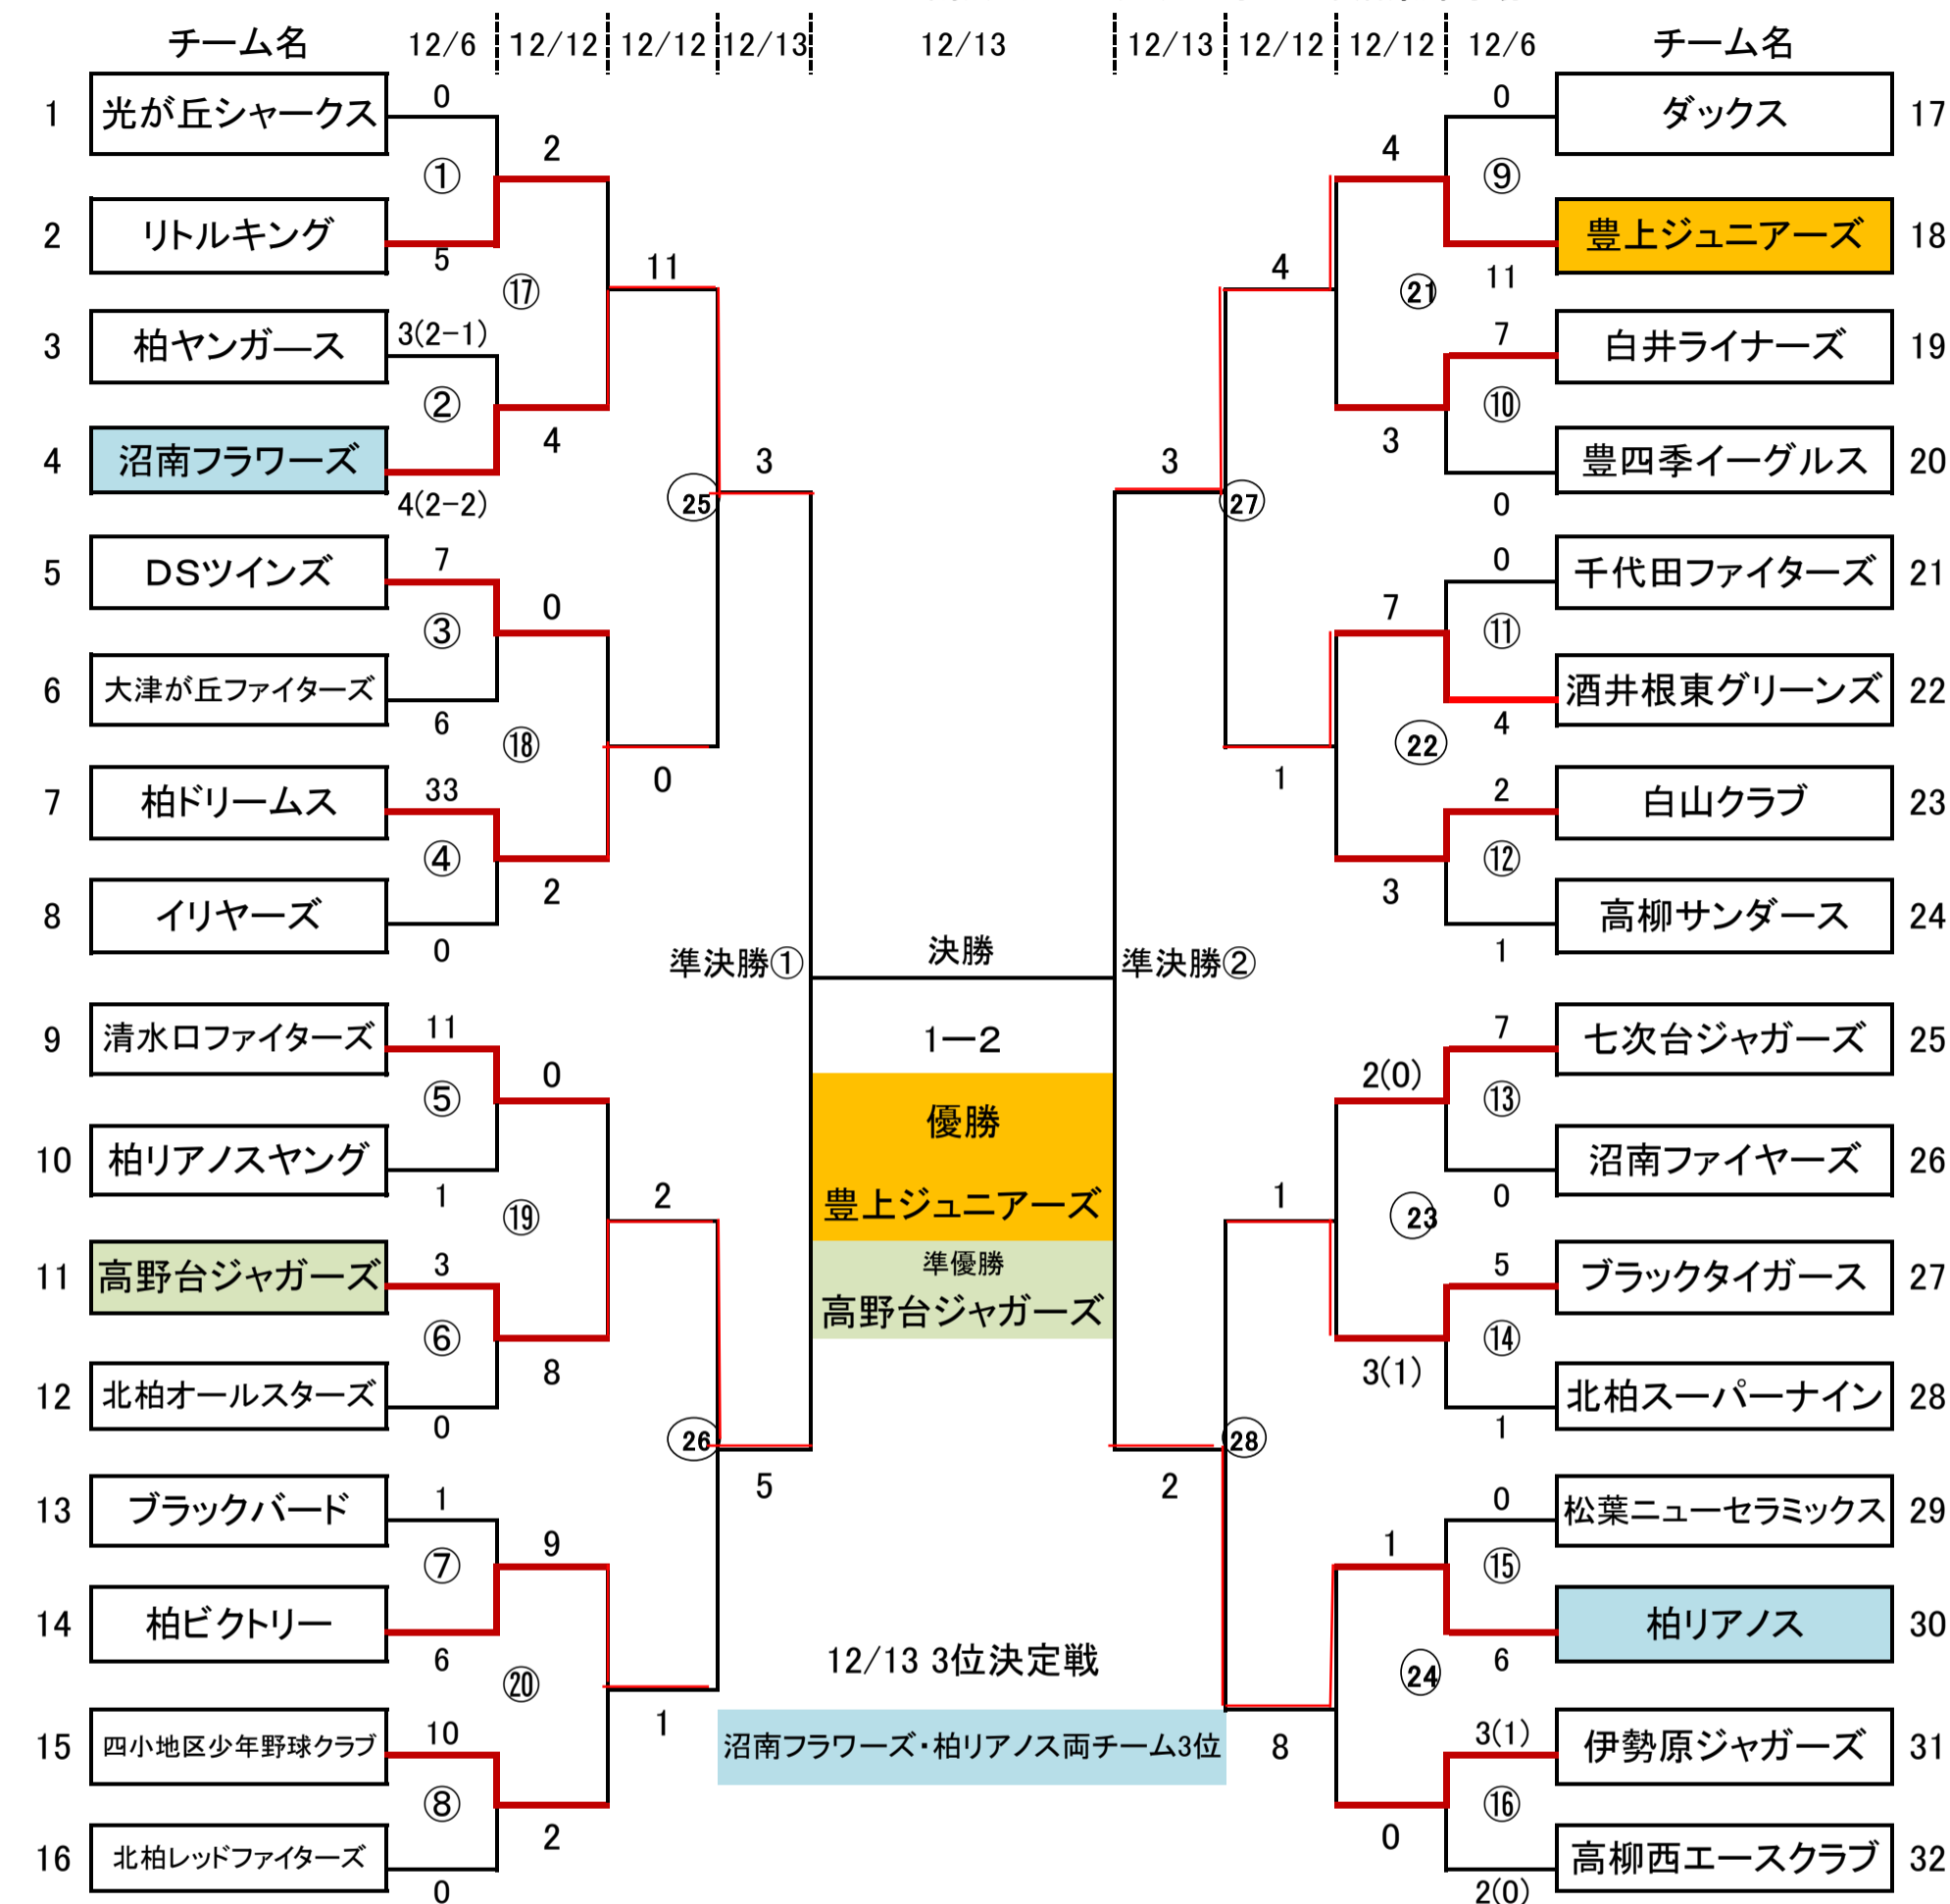 チーム名 12/6 12/12 12/12 12/13 12/13 12/13 12/12 12/12 12/6 チーム名
1 光が丘シャークス 0 0 ダックス 17
2 4
① ⑨
2 リトルキング 5 11 豊上ジュニアーズ 18
11 4
⑰ ㉑
3 柏ヤンガース 3(2-1) 7 白井ライナーズ 19
② ⑩
4 3
4 沼南フラワーズ 4(2-2) 0 豊四季イーグルス 20
3 3
25 27
5 DSツインズ 7 0 千代田ファイターズ 21
0 7
③ ⑪
6 大津が丘ファイターズ 6 4 酒井根東グリーンズ 22
⑱ 22
0 1
7 柏ドリームス 33 2 白山クラブ 23
④ ⑫
2 3
8 イリヤーズ 0 1 高柳サンダース 24
準決勝① 決勝 準決勝②
1ー2
9 清水口ファイターズ 11 7 七次台ジャガーズ 25
0 2(0)
⑤ ⑬
優勝
10 柏リアノスヤング 1 0 沼南ファイヤーズ 26
2 豊上ジュニアーズ 1
⑲ 23
準優勝
11 高野台ジャガーズ 3 5 ブラックタイガース 27
高野台ジャガーズ
⑥ ⑭
8 3(1)
12 北柏オールスターズ 0 1 北柏スーパーナイン 28
26 28
5 2
13 ブラックバード 1 0 松葉ニューセラミックス 29
9 1
⑦ ⑮
14 柏ビクトリー 6 6 柏リアノス 30
12/13 3位決定戦
⑳ 24
1 8
15 四小地区少年野球クラブ 10 3(1) 伊勢原ジャガーズ 31
沼南フラワーズ・柏リアノス両チーム3位
⑧ ⑯
2 0
16 北柏レッドファイターズ 0 2(0) 高柳西エースクラブ 32